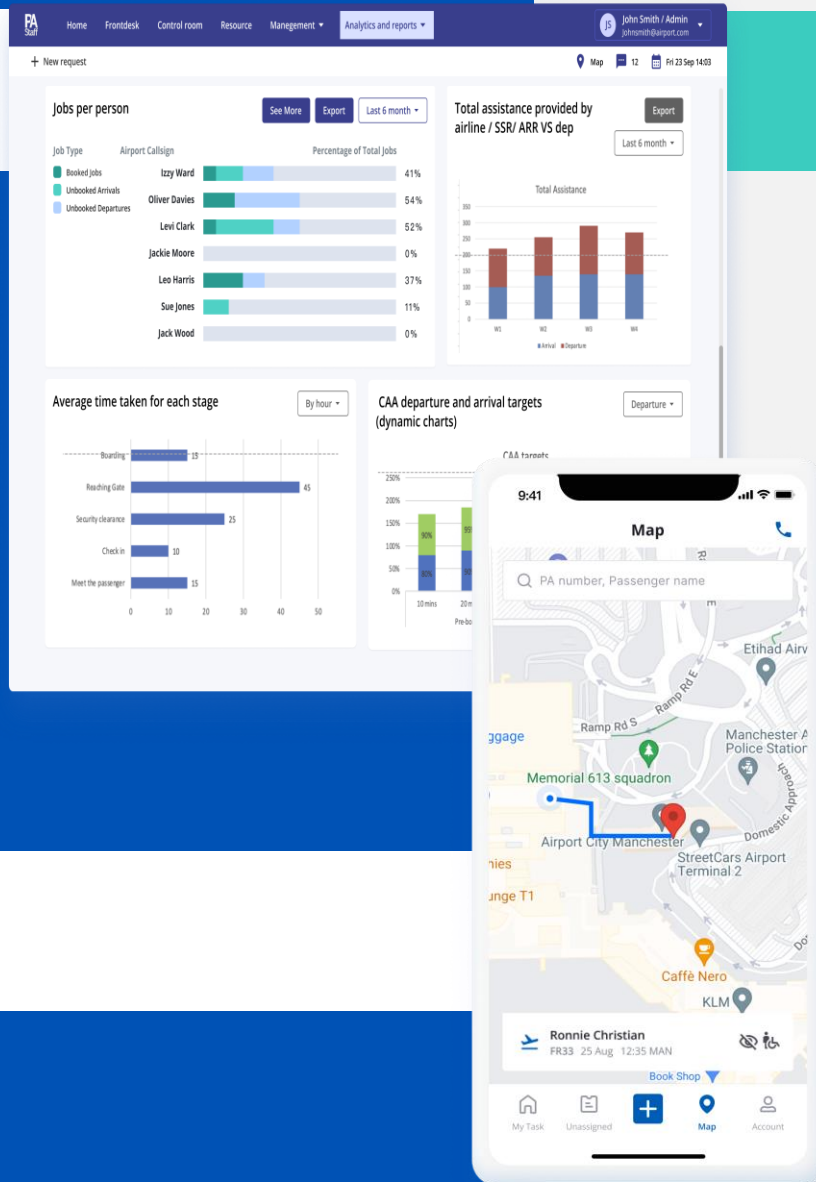 PA
Staff
Home
Frontdesk
Control room
Resource
Manegement
Analytics and reports
JS
John Smith / Admin
Johnsmith@airport.com
+ New request
Map
12
Fri 23 Sep 14:03
Jobs per person
See More
Export
Last 6 month
Job Type
Airport Callsign
Percentage of Total Jobs
Booked Jobs
Unbooked Arrivals
Unbooked Departures
Izzy Ward
41%
Oliver Davies
54%
Levi Clark
52%
Jackie Moore
0%
Leo Harris
37%
Sue Jones
11%
Jack Wood
0%
Total assistance provided by
airline / SSR/ ARR VS dep
Export
Last 6 month
Total Assistance
350
300
250
200
150
100
50
0
W1
W2
W3
W4
Arrival
Departure
Average time taken for each stage
By hour
Boarding
15
Reaching Gate
45
Security clearance
25
Check in
10
Meet the passenger
15
0
10
20
30
40
50
CAA departure and arrival targets
(dynamic charts)
Departure
CAA targets
250%
200%
150%
100%
50%
0%
90%
80%
10 mins
9:41
Map
PA number, Passenger name
Etihad Airw
Ramp Rd E
Ramp Rd S
ggage
Manchester A
Police Station
Memorial 613 squadron
Domestic Approach
Airport City Manchester
StreetCars Airport
Terminal 2
nies
unge T1
Caffè Nero
KLM
Ronnie Christian
FR33 25 Aug 12:35 MAN
Book Shop
My Task
Unassigned
Map
Account